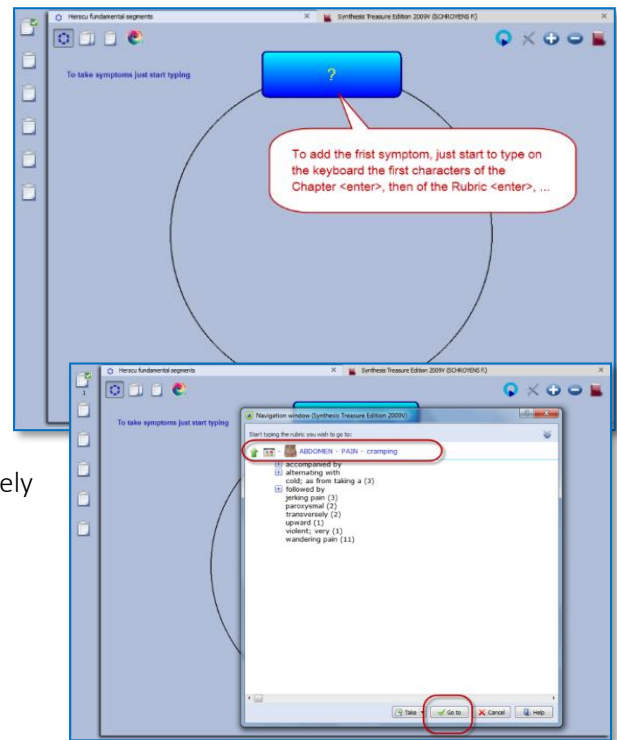 Herscu fundamental segments
Synthesis Treasure Edition 2009V (SCHROYENS F.)
To take symptoms just start typing
?
To add the frist symptom, just start to type on
the keyboard the first characters of the
Chapter <enter>, then of the Rubric <enter>, ...
ely
Herscu fundamental segments
Synthesis Treasure Edition 2009V (SCHROYENS F.)
1
To take symptoms just start typing
Navigation window (Synthesis Treasure Edition 2009V)
Start typing the rubric you wish to go to:
ABDOMEN - PAIN - cramping
accompanied by
alternating with
cold; as from taking a (3)
followed by
jerking pain (3)
paroxysmal (2)
transversely (2)
upward (1)
violent; very (1)
wandering pain (11)
Take Go to Cancel Help